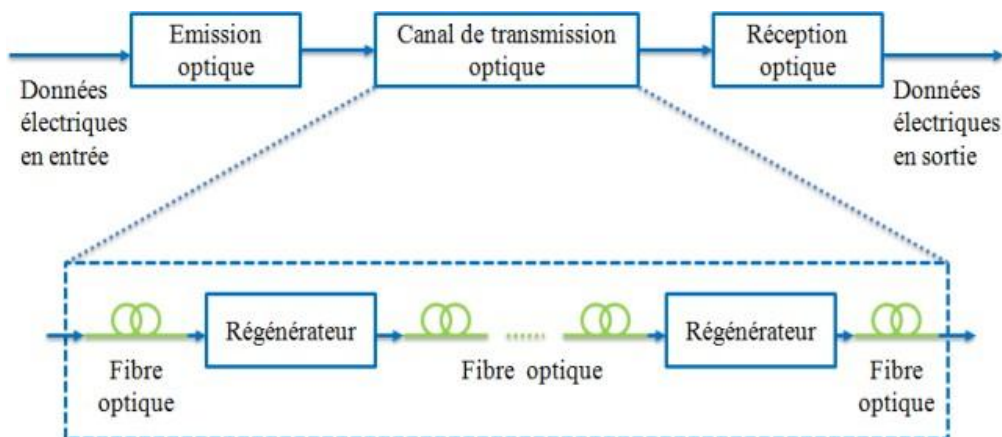 Emission
optique
Canal de transmission
optique
Réception
optique
Données
électriques
en entrée
Données
électriques
en sortie
Régénérateur
Régénérateur
Fibre
optique
Fibre optique
Fibre
optique